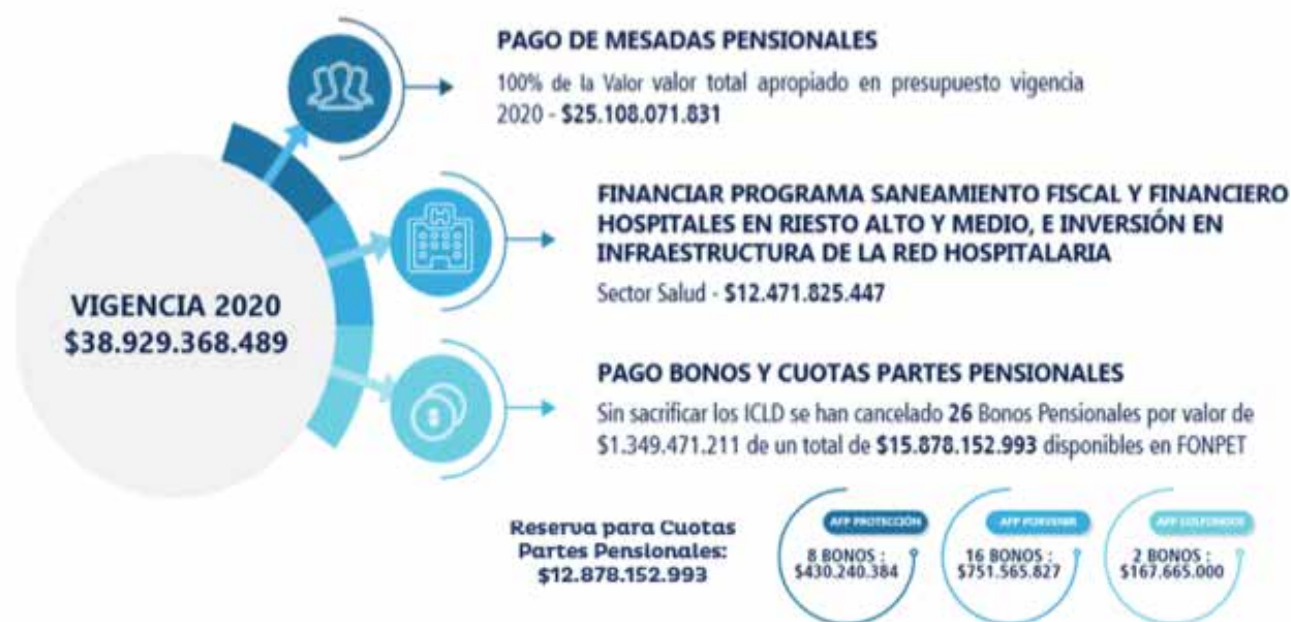 PAGO DE MESADAS PENSIONALES
100% de la Valor valor total apropiado en presupuesto vigencia
2020 - $25.108.071.831
FINANCIAR PROGRAMA SANEAMIENTO FISCAL Y FINANCIERO
HOSPITALES EN RIESTO ALTO Y MEDIO, E INVERSIÓN EN
INFRAESTRUCTURA DE LA RED HOSPITALARIA
Sector Salud - $12.471.825.447
VIGENCIA 2020
$38.929.368.489
PAGO BONOS Y CUOTAS PARTES PENSIONALES
Sin sacrificar los ICLD se han cancelado 26 Bonos Pensionales por valor de
$1.349.471.211 de un total de $15.878.152.993 disponibles en FONPET
Reserva para Cuotas
Partes Pensionales:
$12.878.152.993
AFP PROTECCIÓN
8 BONOS :
$430.240.384
AFP PORVENIR
16 BONOS :
$751.565.827
AFP COLFONDOS
2 BONOS :
$167.665.000